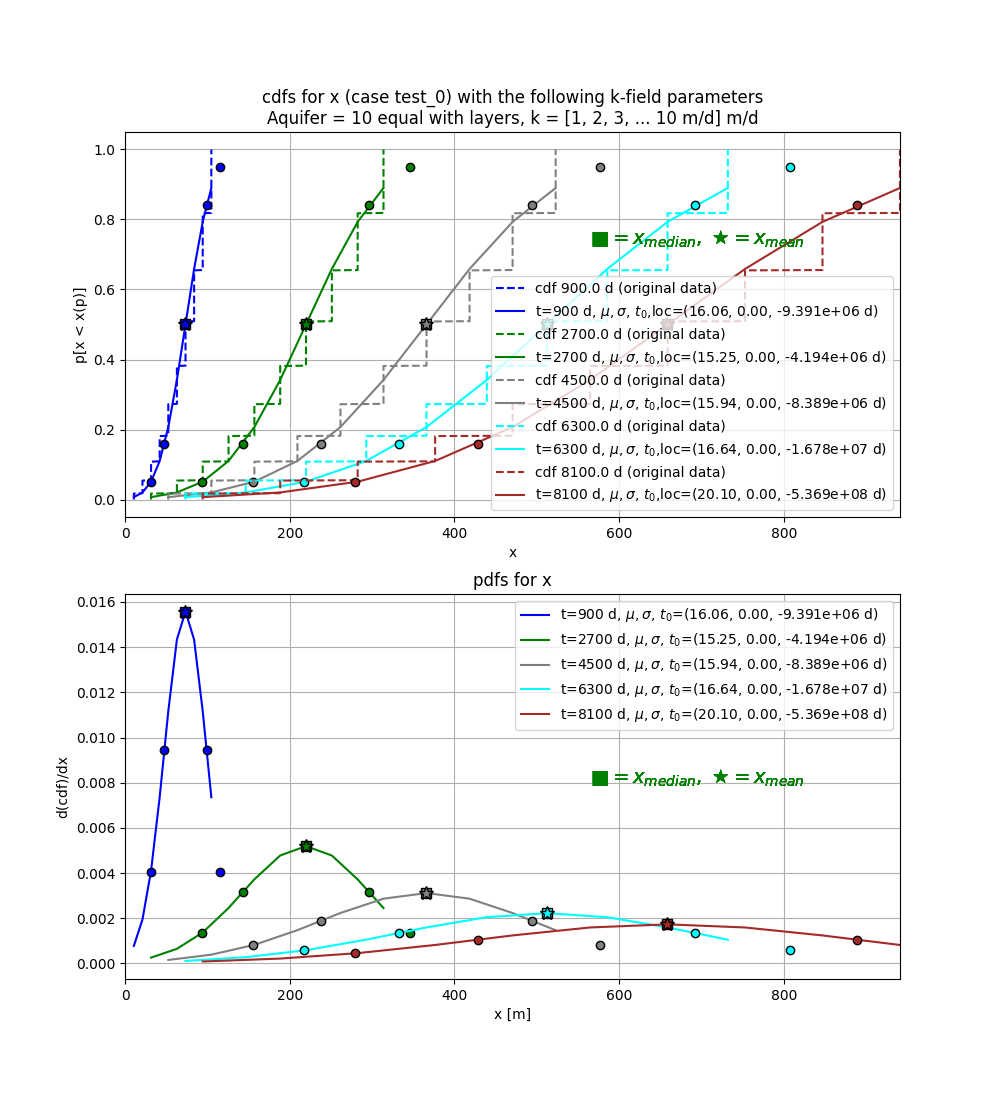 cdfs for x (case test_0) with the following k-field parameters
Aquifer = 10 equal with layers, k = [1, 2, 3, ... 10 m/d] m/d
p[x < x(p)]
1.0
0.8
0.6
0.4
0.2
0.0
■ = x_median, ★ = x_mean
cdf 900.0 d (original data)
t=900 d, μ, σ, t₀,loc=(16.06, 0.00, -9.391e+06 d)
cdf 2700.0 d (original data)
t=2700 d, μ, σ, t₀,loc=(15.25, 0.00, -4.194e+06 d)
cdf 4500.0 d (original data)
t=4500 d, μ, σ, t₀,loc=(15.94, 0.00, -8.389e+06 d)
cdf 6300.0 d (original data)
t=6300 d, μ, σ, t₀,loc=(16.64, 0.00, -1.678e+07 d)
cdf 8100.0 d (original data)
t=8100 d, μ, σ, t₀,loc=(20.10, 0.00, -5.369e+08 d)
0 200 400 600 800
x
pdfs for x
d(cdf)/dx
0.016
0.014
0.012
0.010
0.008
0.006
0.004
0.002
0.000
t=900 d, μ, σ, t₀=(16.06, 0.00, -9.391e+06 d)
t=2700 d, μ, σ, t₀=(15.25, 0.00, -4.194e+06 d)
t=4500 d, μ, σ, t₀=(15.94, 0.00, -8.389e+06 d)
t=6300 d, μ, σ, t₀=(16.64, 0.00, -1.678e+07 d)
t=8100 d, μ, σ, t₀=(20.10, 0.00, -5.369e+08 d)
■ = x_median, ★ = x_mean
0 200 400 600 800
x [m]